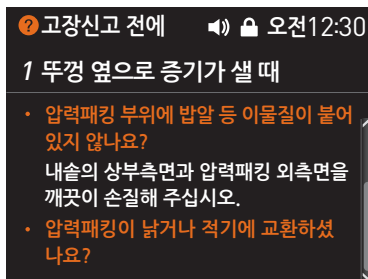 ?고장신고 전에 오전12:30
1 뚜껑 옆으로 증기가 샐 때
• 압력패킹 부위에 밥알 등 이물질이 붙어
있지 않나요?
내솥의 상부측면과 압력패킹 외측면을
깨끗이 손질해 주십시오.
• 압력패킹이 낡거나 적기에 교환하셨
나요?